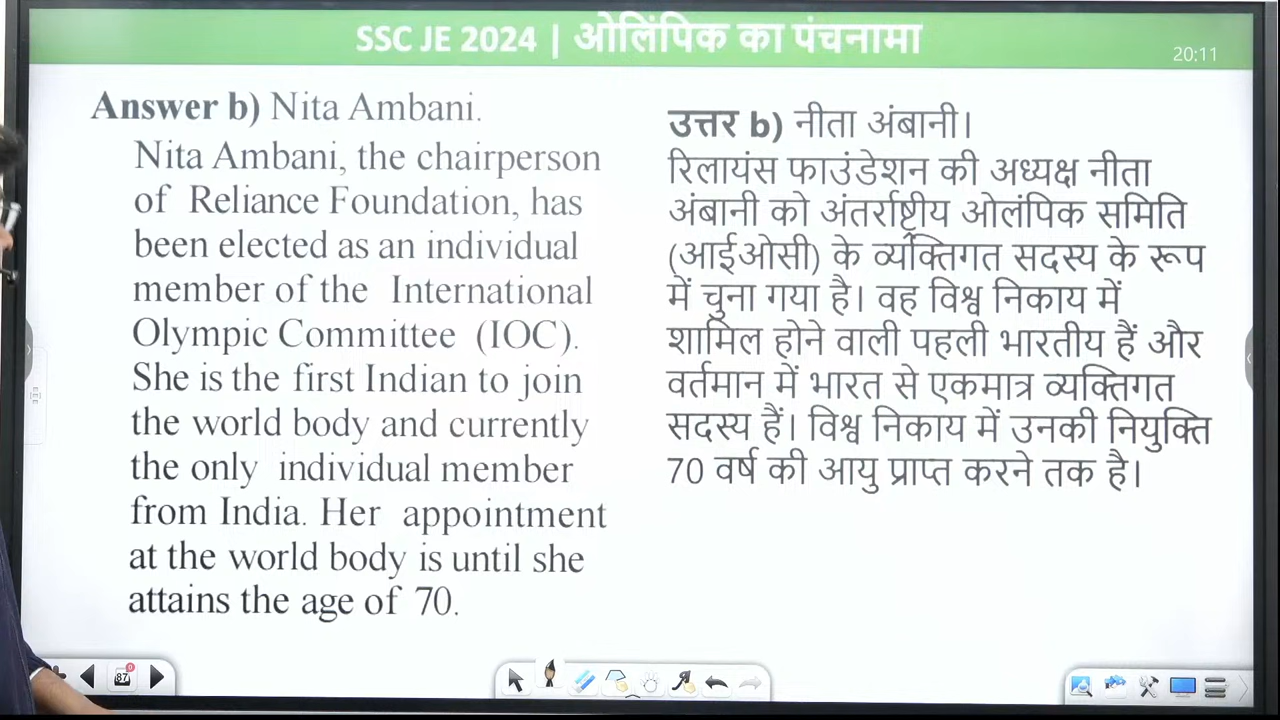 SSC JE 2024 | ओलिंपिक का पंचनामा
20:11
Answer b) Nita Ambani.
Nita Ambani, the chairperson
of Reliance Foundation, has
been elected as an individual
member of the International
Olympic Committee (IOC).
She is the first Indian to join
the world body and currently
the only individual member
from India. Her appointment
at the world body is until she
attains the age of 70.
उत्तर b) नीता अंबानी।
रिलायंस फाउंडेशन की अध्यक्ष नीता
अंबानी को अंतर्राष्ट्रीय ओलंपिक समिति
(आईओसी) के व्यक्तिगत सदस्य के रूप
में चुना गया है। वह विश्व निकाय में
शामिल होने वाली पहली भारतीय हैं और
वर्तमान में भारत से एकमात्र व्यक्तिगत
सदस्य हैं। विश्व निकाय में उनकी नियुक्ति
70 वर्ष की आयु प्राप्त करने तक है।
87
0